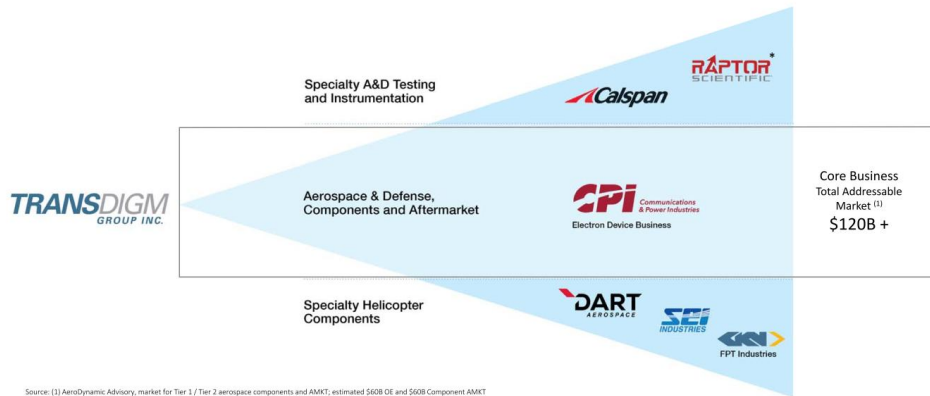 RAPTOR*
SCIENTIFIC
Specialty A&D Testing
and Instrumentation
Calspan
TRANSDIGM
GROUP INC.
Aerospace & Defense,
Components and Aftermarket
CPI Communications
& Power Industries
Electron Device Business
Core Business
Total Addressable
Market (1)
$120B +
Specialty Helicopter
Components
DART
AEROSPACE
SEI
INDUSTRIES
GKN
FPT Industries
Source: (1) AeroDynamic Advisory, market for Tier 1 / Tier 2 aerospace components and AMKT; estimated $60B OE and $60B Component AMKT